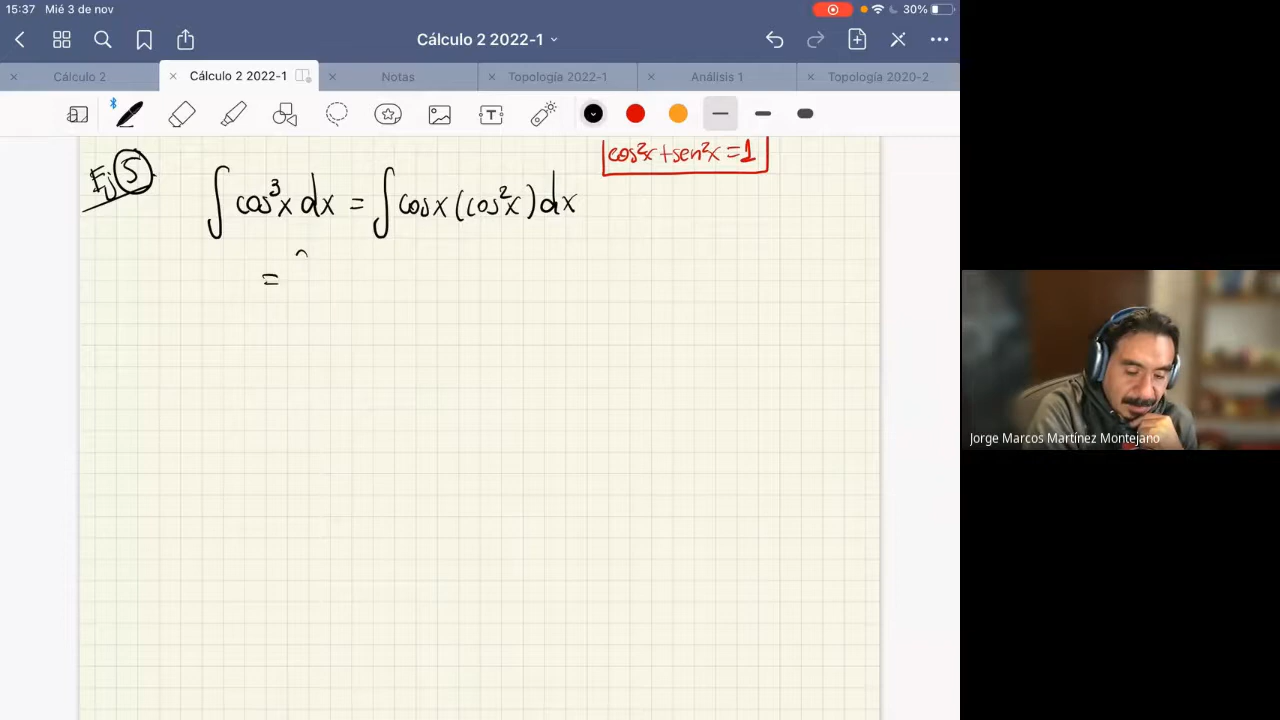 15:37 Mié 3 de nov
30%
Cálculo 2 2022-1
Cálculo 2
Cálculo 2 2022-1
Notas
Topología 2022-1
Análisis 1
Topología 2020-2
cos²x + sen²x = 1
Ej 5
∫ cos³x dx = ∫ cosx (cos²x) dx
=
Jorge Marcos Martínez Montejano